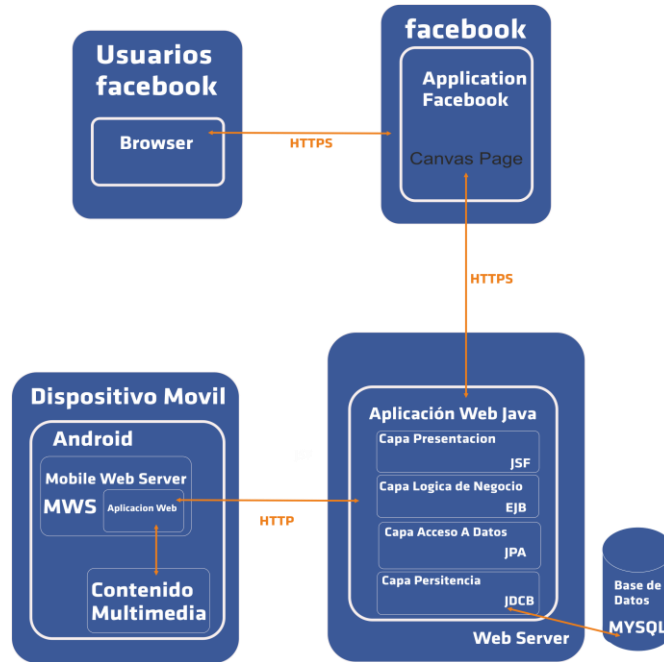 Usuarios
facebook
Browser
HTTPS
facebook
Application
Facebook
Canvas Page
HTTPS
Dispositivo Movil
Android
Mobile Web Server
MWS
Aplicacion Web
Contenido
Multimedia
HTTP
Aplicación Web Java
Capa Presentacion
JSF
Capa Logica de Negocio
EJB
Capa Acceso A Datos
JPA
Capa Persitencia
JDCB
Web Server
Base de
Datos
MYSQL